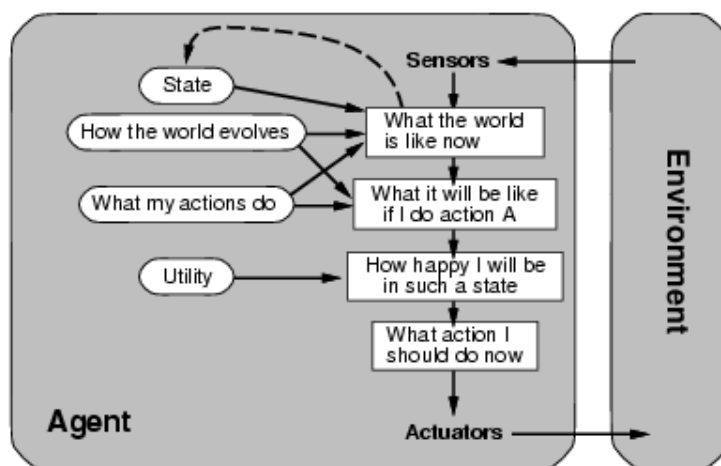 Sensors
State
What the world
is like now
How the world evolves
What my actions do
What it will be like
if I do action A
Utility
How happy I will be
in such a state
What action I
should do now
Agent
Actuators
Environment